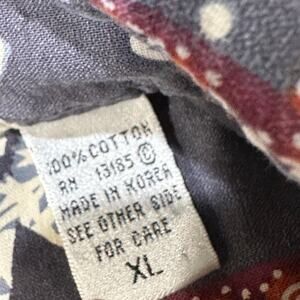 100% COTTON
RN 13185 ©
MADE IN KOREA
SEE OTHER SIDE
FOR CARE
XL